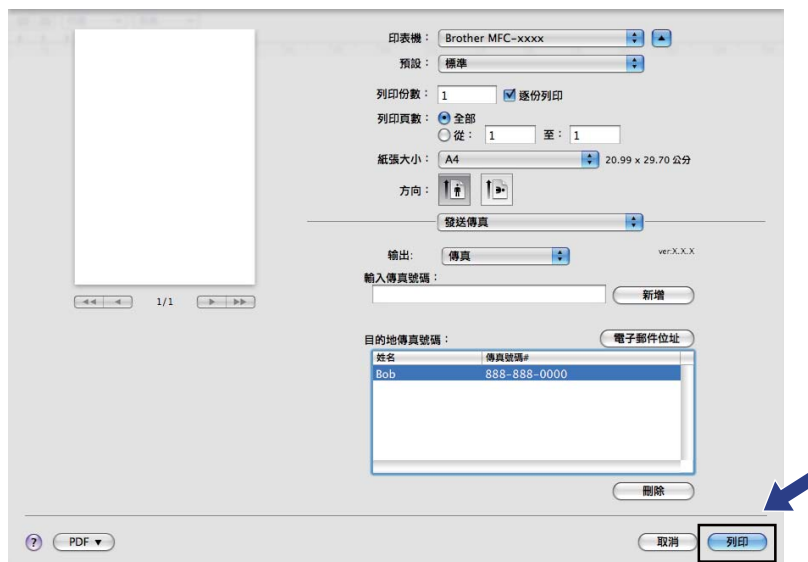 印表機： Brother MFC-xxxx
預設： 標準
列印份數： 1 逐份列印
列印頁數： 全部
從： 1 至： 1
紙張大小： A4 20.99 x 29.70 公分
方向：
發送傳真
输出: 傳真 ver:X.X.X
輸入傳真號碼：
新增
1/1
目的地傳真號碼： 電子郵件位址
姓名 傳真號碼#
Bob 888-888-0000
刪除
? PDF ▼ 取消 列印